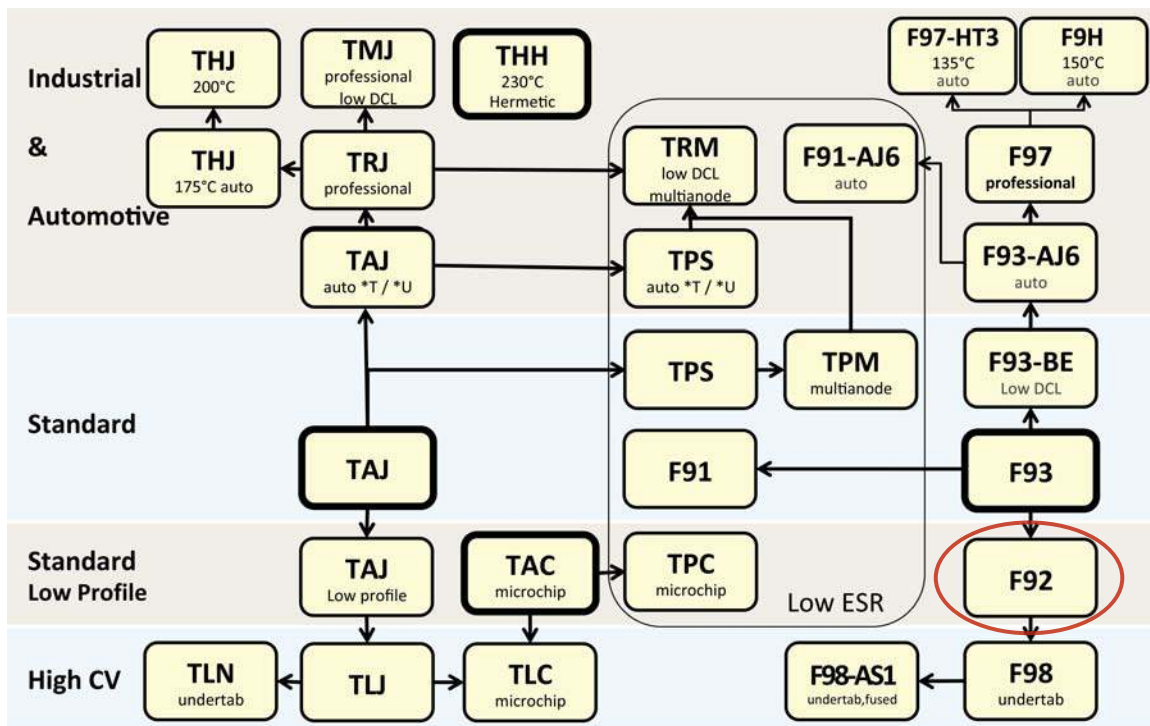 Industrial
&
Automotive
THJ
200°C
TMJ
professional
low DCL
THH
230°C
Hermetic
F97-HT3
135°C
auto
F9H
150°C
auto
THJ
175°C auto
TRJ
professional
TRM
low DCL
multianode
F91-AJ6
auto
F97
professional
TAJ
auto *T / *U
TPS
auto *T / *U
F93-AJ6
auto
Standard
TPS
TPM
multianode
F93-BE
Low DCL
TAJ
F91
F93
Standard
Low Profile
TAJ
Low profile
TAC
microchip
TPC
microchip
Low ESR
F92
High CV
TLN
undertab
TLJ
TLC
microchip
F98-AS1
undertab,fused
F98
undertab